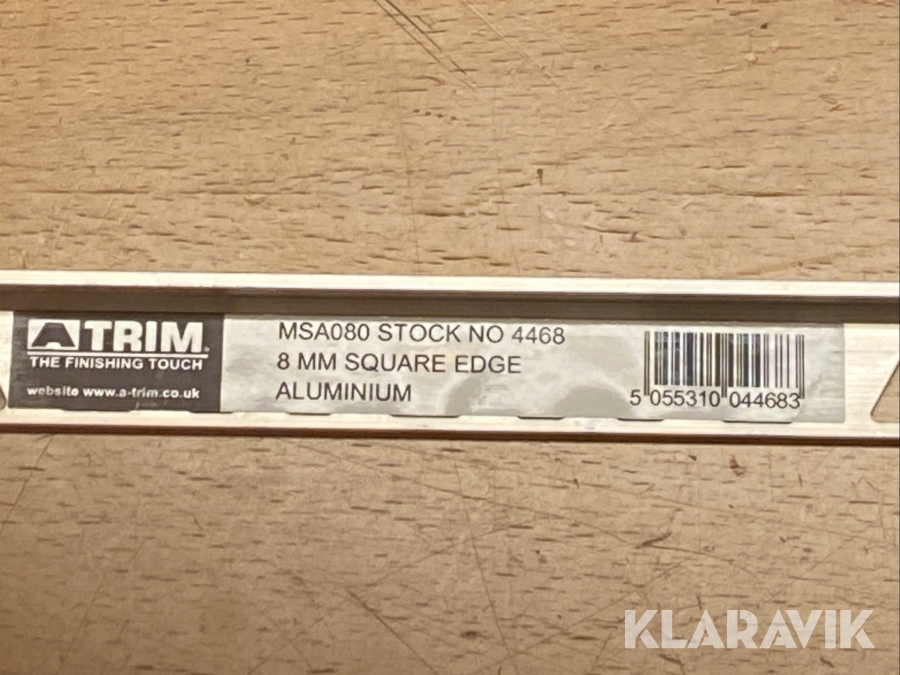 ATRIM
THE FINISHING TOUCH
website www.a-trim.co.uk
MSA080 STOCK NO 4468
8 MM SQUARE EDGE
ALUMINIUM
5 055310 044683
KLARAVIK